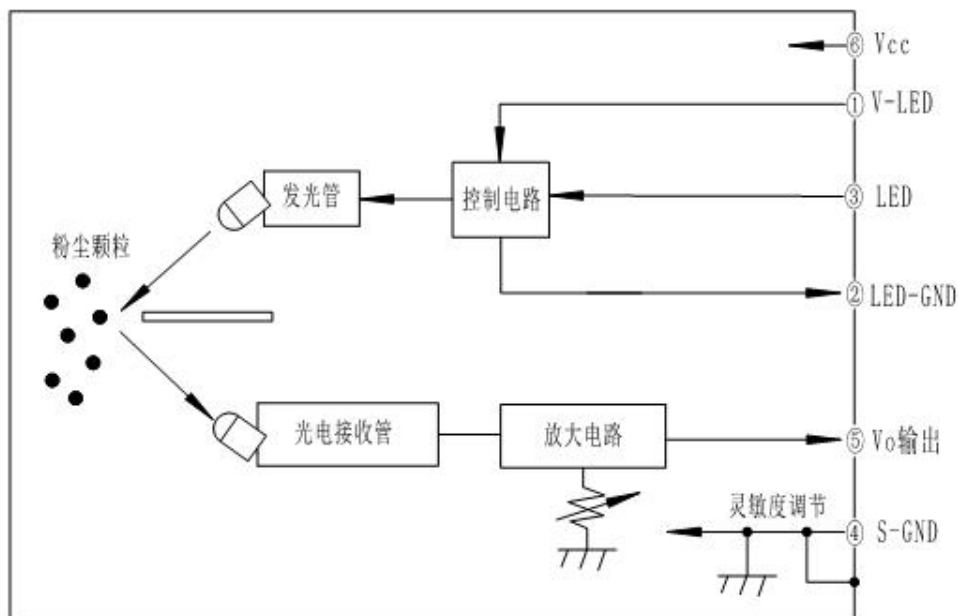 ⑥ Vcc
① V-LED
发光管
控制电路
③ LED
粉尘颗粒
② LED-GND
光电接收管
放大电路
⑤ Vo输出
灵敏度调节
④ S-GND